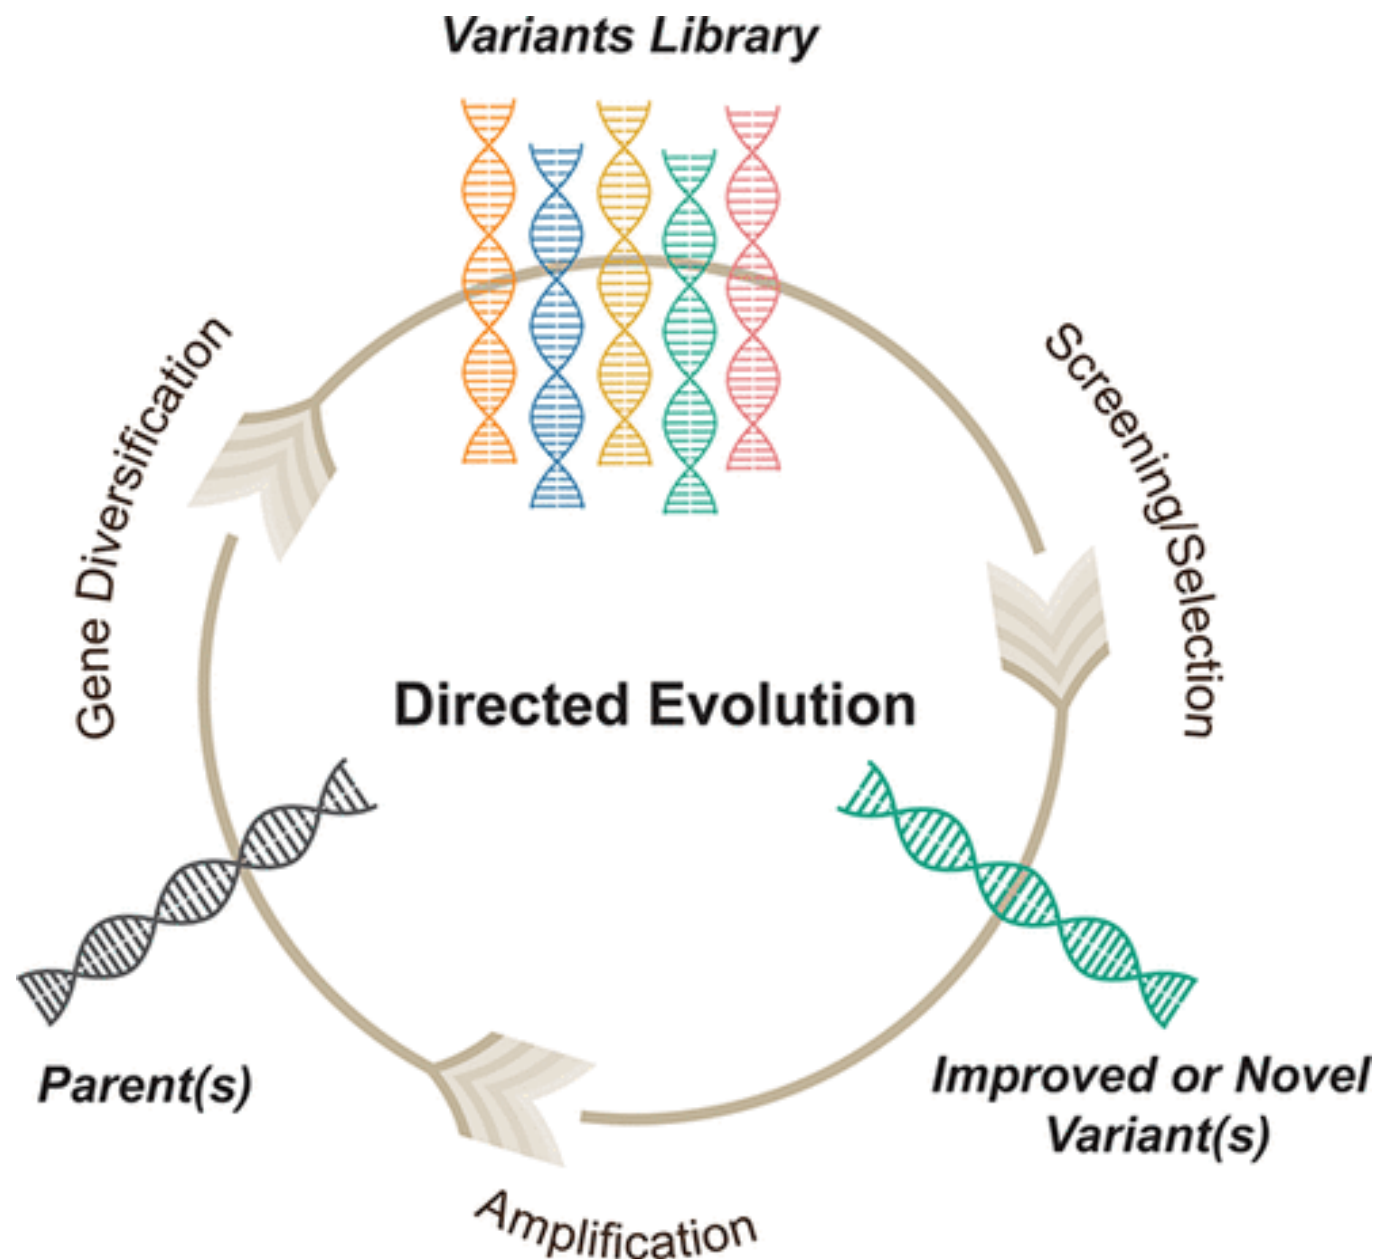 Variants Library
Gene Diversification
Screening/Selection
Directed Evolution
Parent(s)
Improved or Novel
Variant(s)
Amplification